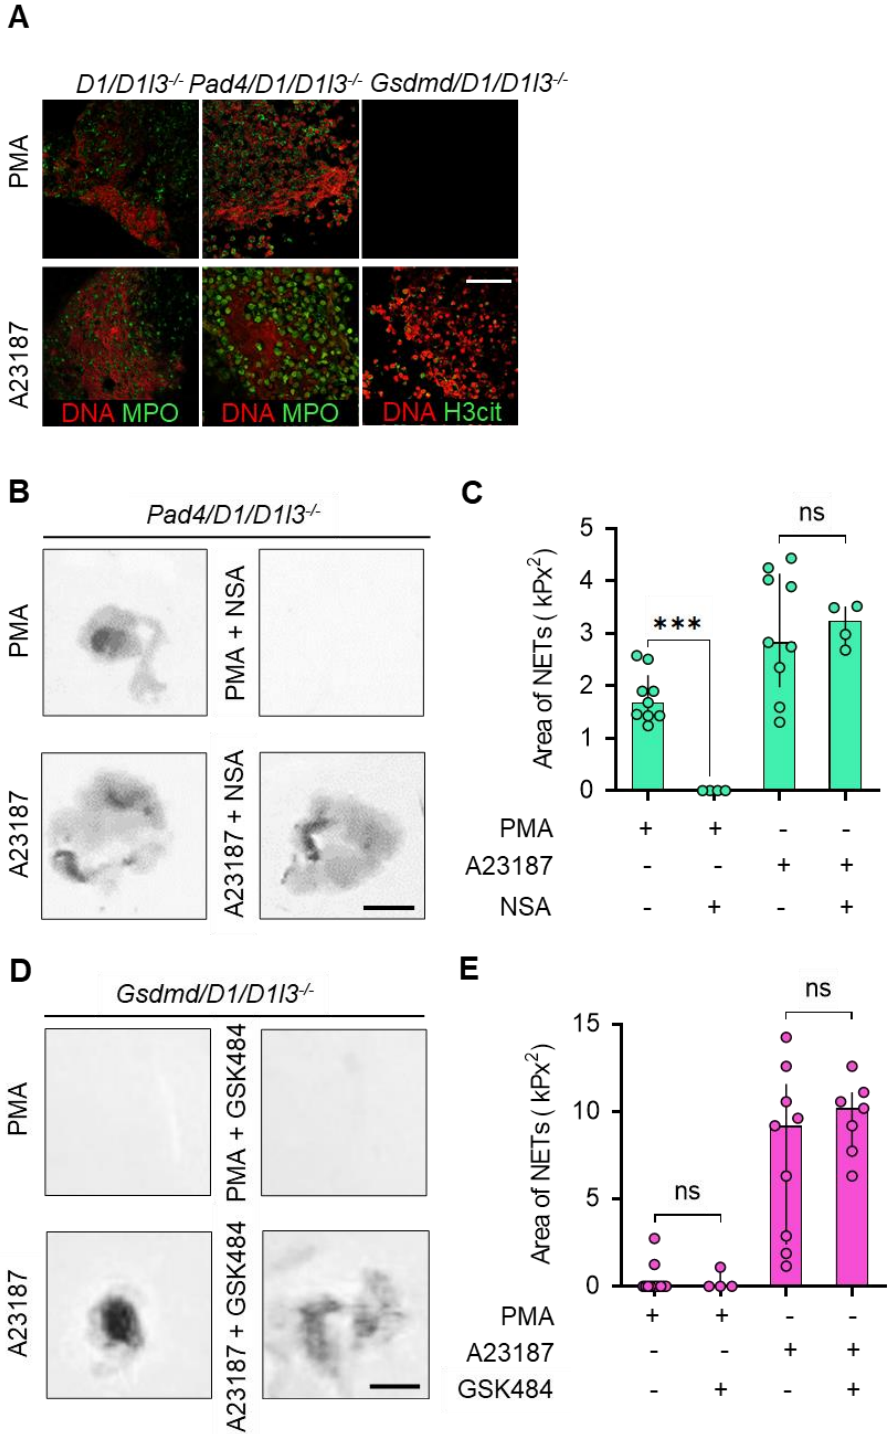 A
D1/D1l3-/- Pad4/D1/D1l3-/- Gsdmd/D1/D1l3-/-
PMA
A23187
DNA MPO
DNA MPO
DNA H3cit
B
Pad4/D1/D1l3-/-
PMA
PMA + NSA
A23187
A23187 + NSA
C
Area of NETs ( kPx2)
5
4
3
2
1
0
***
ns
PMA + + - -
A23187 - - + +
NSA - + - +
D
Gsdmd/D1/D1l3-/-
PMA
PMA + GSK484
A23187
A23187 + GSK484
E
Area of NETs ( kPx2)
15
10
5
0
ns
ns
PMA + + - -
A23187 - - + +
GSK484 - + - +